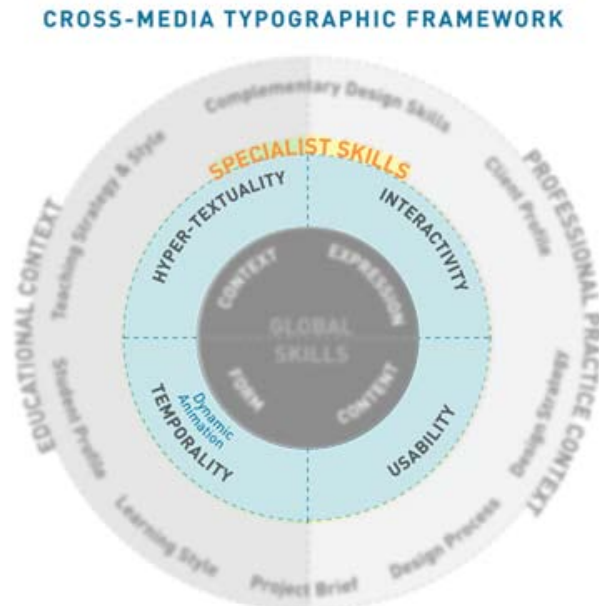 CROSS-MEDIA TYPOGRAPHIC FRAMEWORK
Complementary Design Skills
SPECIALIST SKILLS
Teaching Strategy & Style
Client Profile
EDUCATIONAL CONTEXT
PROFESSIONAL PRACTICE CONTEXT
HYPER-TEXTUALITY
INTERACTIVITY
CONTEXT
EXPRESSION
GLOBAL
SKILLS
FORM
CONTENT
Dynamic
Animation
TEMPORALITY
USABILITY
Student Profile
Design Strategy
Learning Style
Design Process
Project Brief